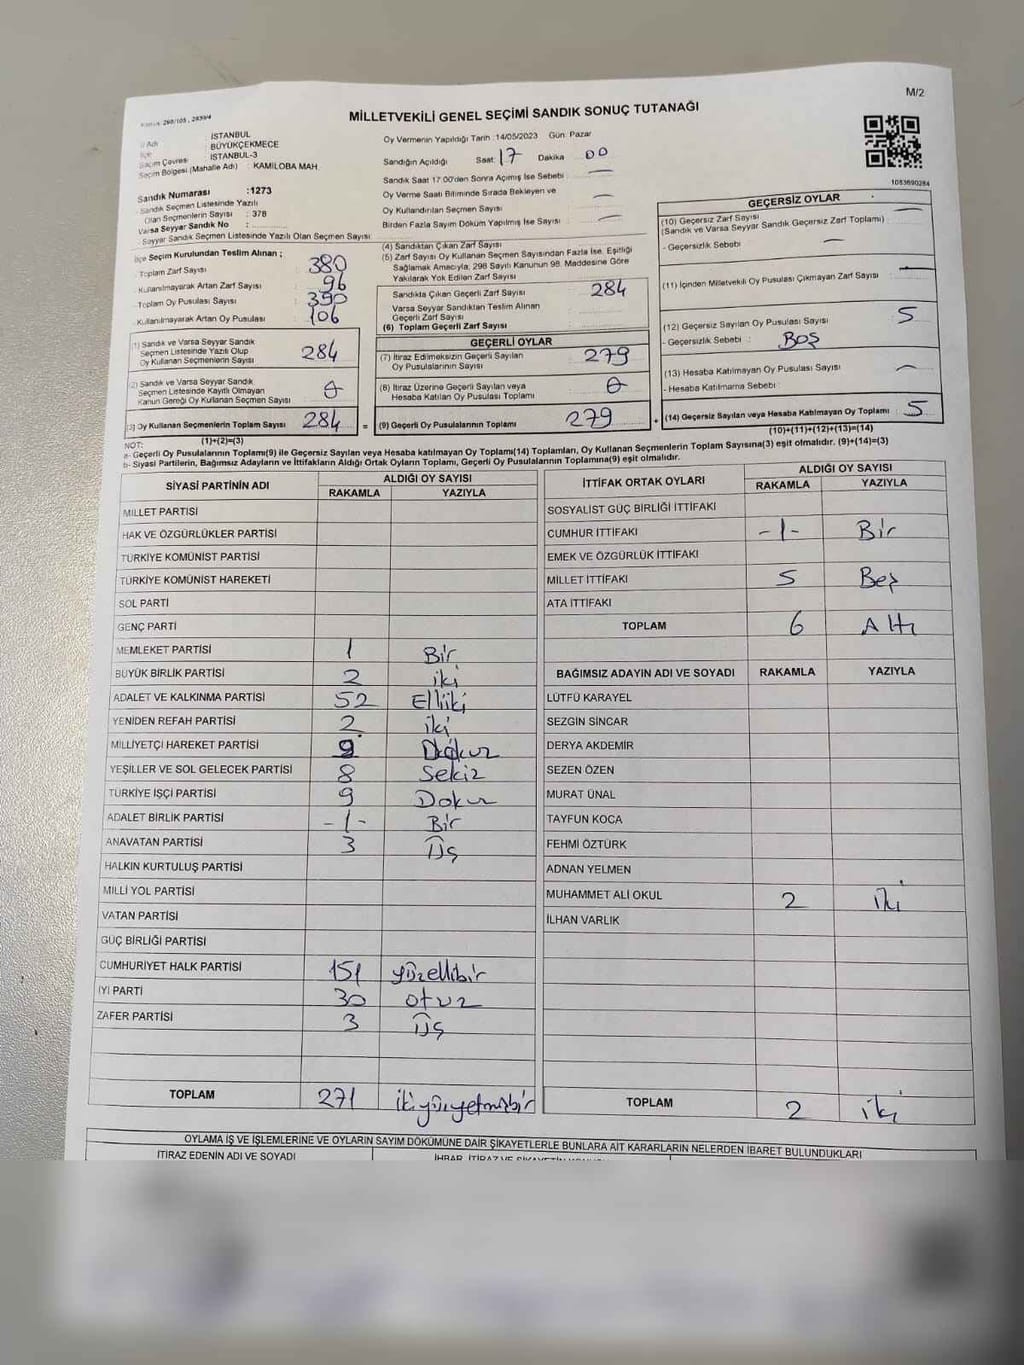 M/2
MİLLETVEKİLİ GENEL SEÇİMİ SANDIK SONUÇ TUTANAĞI
1083690284
İSTANBUL
BÜYÜKÇEKMECE
Seçim Çevresi : İSTANBUL-3
Seçim Bölgesi (Mahalle Adı) : KAMİLOBA MAH.
Sandık Numarası :1273
Sandık Seçmen Listesinde Yazılı
Olan Seçmenlerin Sayısı : 378
Varsa Seyyar Sandık No :
Seyyar Sandık Seçmen Listesinde Yazılı Olan Seçmen Sayısı
İlçe Seçim Kurulundan Teslim Alınan ;
Toplam Zarf Sayısı : 380
Kullanılmayarak Artan Zarf Sayısı : 96
Toplam Oy Pusulası Sayısı : 390
Kullanılmayarak Artan Oy Pusulası : 106
(1) Sandık ve Varsa Seyyar Sandık
Seçmen Listesinde Yazılı Olup
Oy Kullanan Seçmenlerin Sayısı 284
(2) Sandık ve Varsa Seyyar Sandık
Seçmen Listesinde Kayıtlı Olmayan
Kanun Gereği Oy Kullanan Seçmen Sayısı 0
(3) Oy Kullanan Seçmenlerin Toplam Sayısı 284 =
(1)+(2)=(3)
Oy Vermenin Yapıldığı Tarih :14/05/2023 Gün: Pazar
Sandığın Açıldığı Saat: 17 Dakika : 00
Sandık Saat 17:00'den Sonra Açılmış İse Sebebi : —
Oy Verme Saati Bitiminde Sırada Bekleyen ve
Oy Kullandırılan Seçmen Sayısı : —
Birden Fazla Sayım Döküm Yapılmış İse Sayısı : —
(4) Sandıktan Çıkan Zarf Sayısı
(5) Zarf Sayısı Oy Kullanan Seçmen Sayısından Fazla İse, Eşitliği
Sağlamak Amacıyla; 298 Sayılı Kanunun 98. Maddesine Göre
Yakılarak Yok Edilen Zarf Sayısı
Sandıkta Çıkan Geçerli Zarf Sayısı 284
Varsa Seyyar Sandıktan Teslim Alınan
Geçerli Zarf Sayısı
(6) Toplam Geçerli Zarf Sayısı
GEÇERLİ OYLAR
(7) İtiraz Edilmeksizin Geçerli Sayılan
Oy Pusulalarının Sayısı 279
(8) İtiraz Üzerine Geçerli Sayılan veya
Hesaba Katılan Oy Pusulası Toplamı 0
(9) Geçerli Oy Pusulalarının Toplamı 279
GEÇERSİZ OYLAR
(10) Geçersiz Zarf Sayısı
(Sandık ve Varsa Seyyar Sandık Geçersiz Zarf Toplamı) : —
- Geçersizlik Sebebi : —
(11) İçinden Milletvekili Oy Pusulası Çıkmayan Zarf Sayısı : —
(12) Geçersiz Sayılan Oy Pusulası Sayısı : 5
- Geçersizlik Sebebi : BOŞ
(13) Hesaba Katılmayan Oy Pusulası Sayısı : —
- Hesaba Katılmama Sebebi :
(14) Geçersiz Sayılan veya Hesaba Katılmayan Oy Toplamı : 5
(10)+(11)+(12)+(13)=(14)
NOT:
a- Geçerli Oy Pusulalarının Toplamı(9) ile Geçersiz Sayılan veya Hesaba katılmayan Oy Toplamı(14) Toplamları, Oy Kullanan Seçmenlerin Toplam Sayısına(3) eşit olmalıdır. (9)+(14)=(3)
b- Siyasi Partilerin, Bağımsız Adayların ve İttifakların Aldığı Ortak Oyların Toplamı, Geçerli Oy Pusulalarının Toplamına(9) eşit olmalıdır.
SİYASİ PARTİNİN ADI ALDIĞI OY SAYISI
RAKAMLA YAZIYLA
MİLLET PARTİSİ
HAK VE ÖZGÜRLÜKLER PARTİSİ
TÜRKİYE KOMÜNİST PARTİSİ
TÜRKİYE KOMÜNİST HAREKETİ
SOL PARTİ
GENÇ PARTİ
MEMLEKET PARTİSİ 1 Bir
BÜYÜK BİRLİK PARTİSİ 2 iki
ADALET VE KALKINMA PARTİSİ 52 Elliiki
YENİDEN REFAH PARTİSİ 2 iki
MİLLİYETÇİ HAREKET PARTİSİ 9 Dokuz
YEŞİLLER VE SOL GELECEK PARTİSİ 8 Sekiz
TÜRKİYE İŞÇİ PARTİSİ 9 Dokuz
ADALET BİRLİK PARTİSİ -1- Bir
ANAVATAN PARTİSİ 3 Üş
HALKIN KURTULUŞ PARTİSİ
MİLLİ YOL PARTİSİ
VATAN PARTİSİ
GÜÇ BİRLİĞİ PARTİSİ
CUMHURİYET HALK PARTİSİ 151 yüzellibir
İYİ PARTİ 30 otuz
ZAFER PARTİSİ 3 Üş
TOPLAM 271 ikiyüzyetmişbir
İTTİFAK ORTAK OYLARI ALDIĞI OY SAYISI
RAKAMLA YAZIYLA
SOSYALİST GÜÇ BİRLİĞİ İTTİFAKI
CUMHUR İTTİFAKI -1- Bir
EMEK VE ÖZGÜRLÜK İTTİFAKI
MİLLET İTTİFAKI 5 Beş
ATA İTTİFAKI
TOPLAM 6 Altı
BAĞIMSIZ ADAYIN ADI VE SOYADI RAKAMLA YAZIYLA
LÜTFÜ KARAYEL
SEZGİN SİNCAR
DERYA AKDEMİR
SEZEN ÖZEN
MURAT ÜNAL
TAYFUN KOCA
FEHMİ ÖZTÜRK
ADNAN YELMEN
MUHAMMET ALİ OKUL 2 iki
İLHAN VARLIK
TOPLAM 2 iki
OYLAMA İŞ VE İŞLEMLERİNE VE OYLARIN SAYIM DÖKÜMÜNE DAİR ŞİKAYETLERLE BUNLARA AİT KARARLARIN NELERDEN İBARET BULUNDUKLARI
İTİRAZ EDENİN ADI VE SOYADI